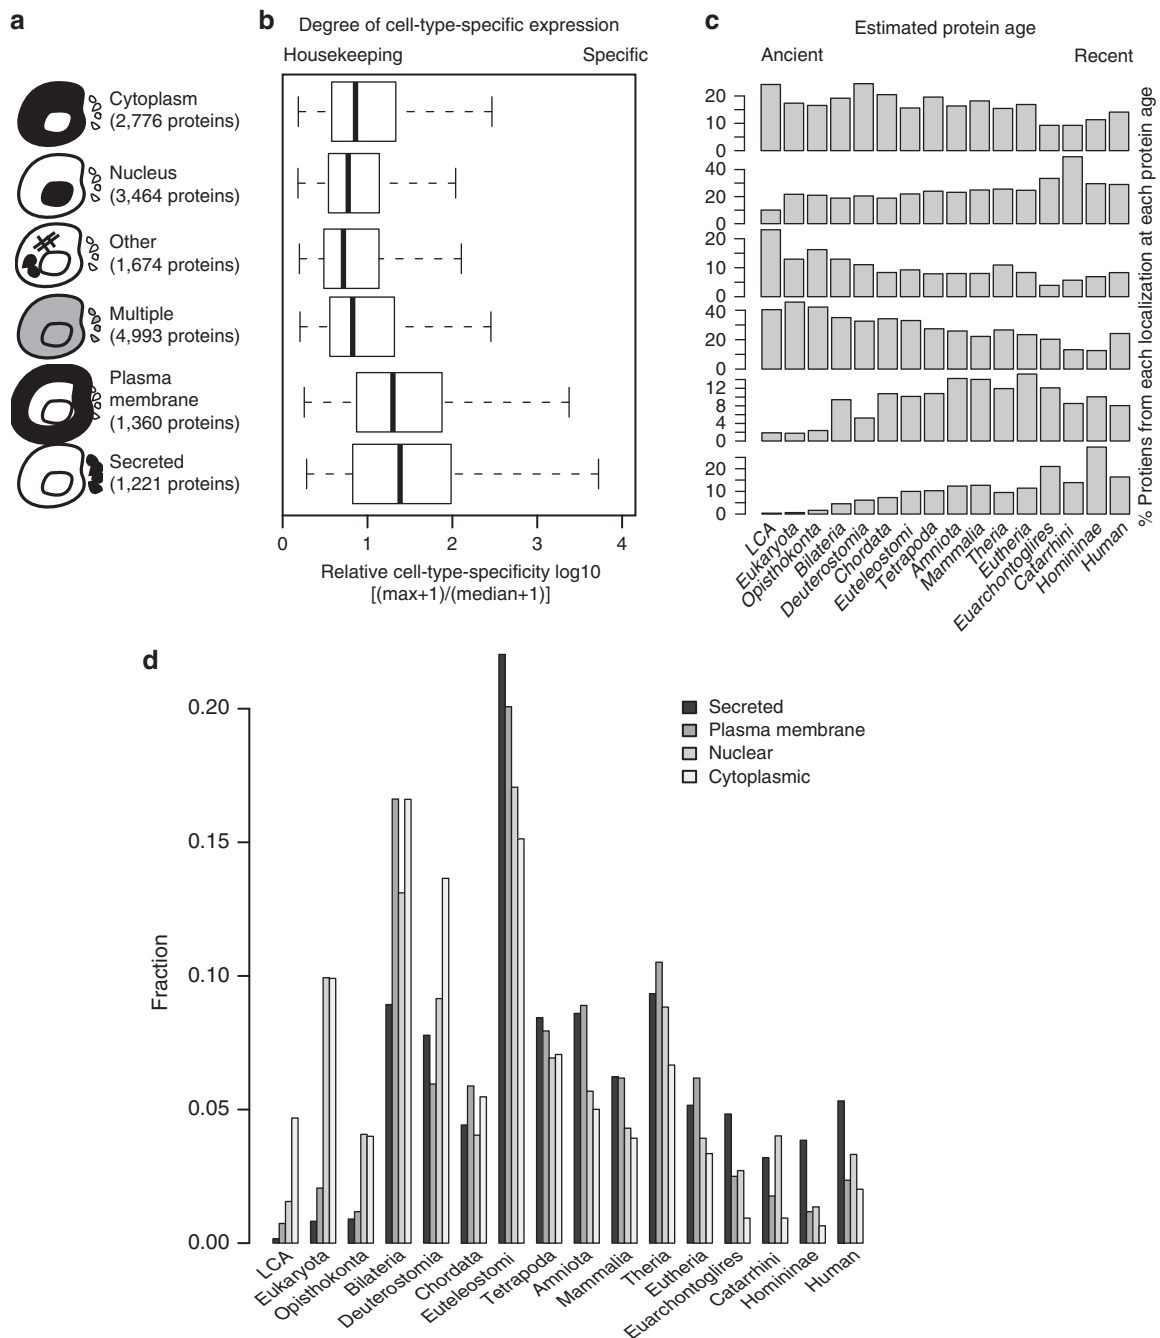 a
Cytoplasm
(2,776 proteins)
Nucleus
(3,464 proteins)
Other
(1,674 proteins)
Multiple
(4,993 proteins)
Plasma
membrane
(1,360 proteins)
Secreted
(1,221 proteins)
b
Degree of cell-type-specific expression
Housekeeping Specific
0 1 2 3 4
Relative cell-type-specificity log10
[(max+1)/(median+1)]
c
Estimated protein age
Ancient Recent
20
10
0
40
20
0
20
10
0
40
20
0
12
8
4
0
20
10
0
% Protiens from each localization at each protein age
LCA
Eukaryota
Opisthokonta
Bilateria
Deuterostomia
Chordata
Euteleostomi
Tetrapoda
Amniota
Mammalia
Theria
Eutheria
Euarchontoglires
Catarrhini
Homininae
Human
d
Fraction
0.20
0.15
0.10
0.05
0.00
Secreted
Plasma membrane
Nuclear
Cytoplasmic
LCA
Eukaryota
Opisthokonta
Bilateria
Deuterostomia
Chordata
Euteleostomi
Tetrapoda
Amniota
Mammalia
Theria
Eutheria
Euarchontoglires
Catarrhini
Homininae
Human